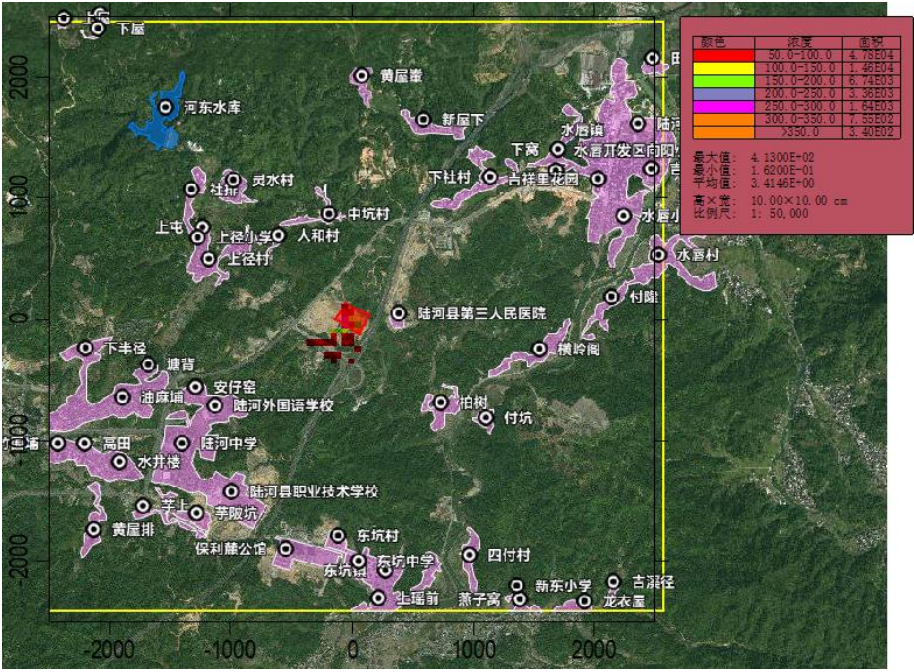 下屋
黄屋崋
河东水库
新屋下
水唇镇
陆河
下窝
水唇开发区向阳
灵水村
社排
下社村
吉祥里花园
中坑村
水唇小
上屯
上径小学
人和村
上径村
水唇村
付隆
陆河县第三人民医院
横岭阁
下丰径
塘背
安仔窑
油麻埔
陆河外国语学校
柏树
付坑
高田
陆河中学
水井楼
陆河县职业技术学校
芋上
芋陂坑
黄屋排
东坑村
保利麓公馆
东坑中学
四付村
东坑镇
新东小学
吉溪径
上瑶前
燕子窝
龙衣屋
2000
1000
0
-1000
-2000
-2000
-1000
0
1000
2000
颜色 浓度 面积
50.0-100.0 4.78E04
100.0-150.0 1.46E04
150.0-200.0 6.74E03
200.0-250.0 3.36E03
250.0-300.0 1.64E03
300.0-350.0 7.55E02
>350.0 3.40E02
最大值: 4.1300E-02
最小值: 1.6200E-01
平均值: 3.4146E+00
高×宽: 10.00×10.00 cm
比例尺: 1: 50,000